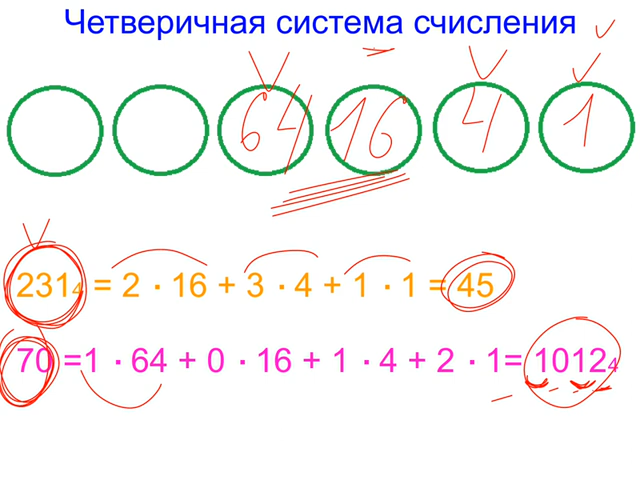 Четверичная система счисления
64 16 4 1
231₄ = 2 · 16 + 3 · 4 + 1 · 1 = 45
70 =1 · 64 + 0 · 16 + 1 · 4 + 2 · 1= 1012₄